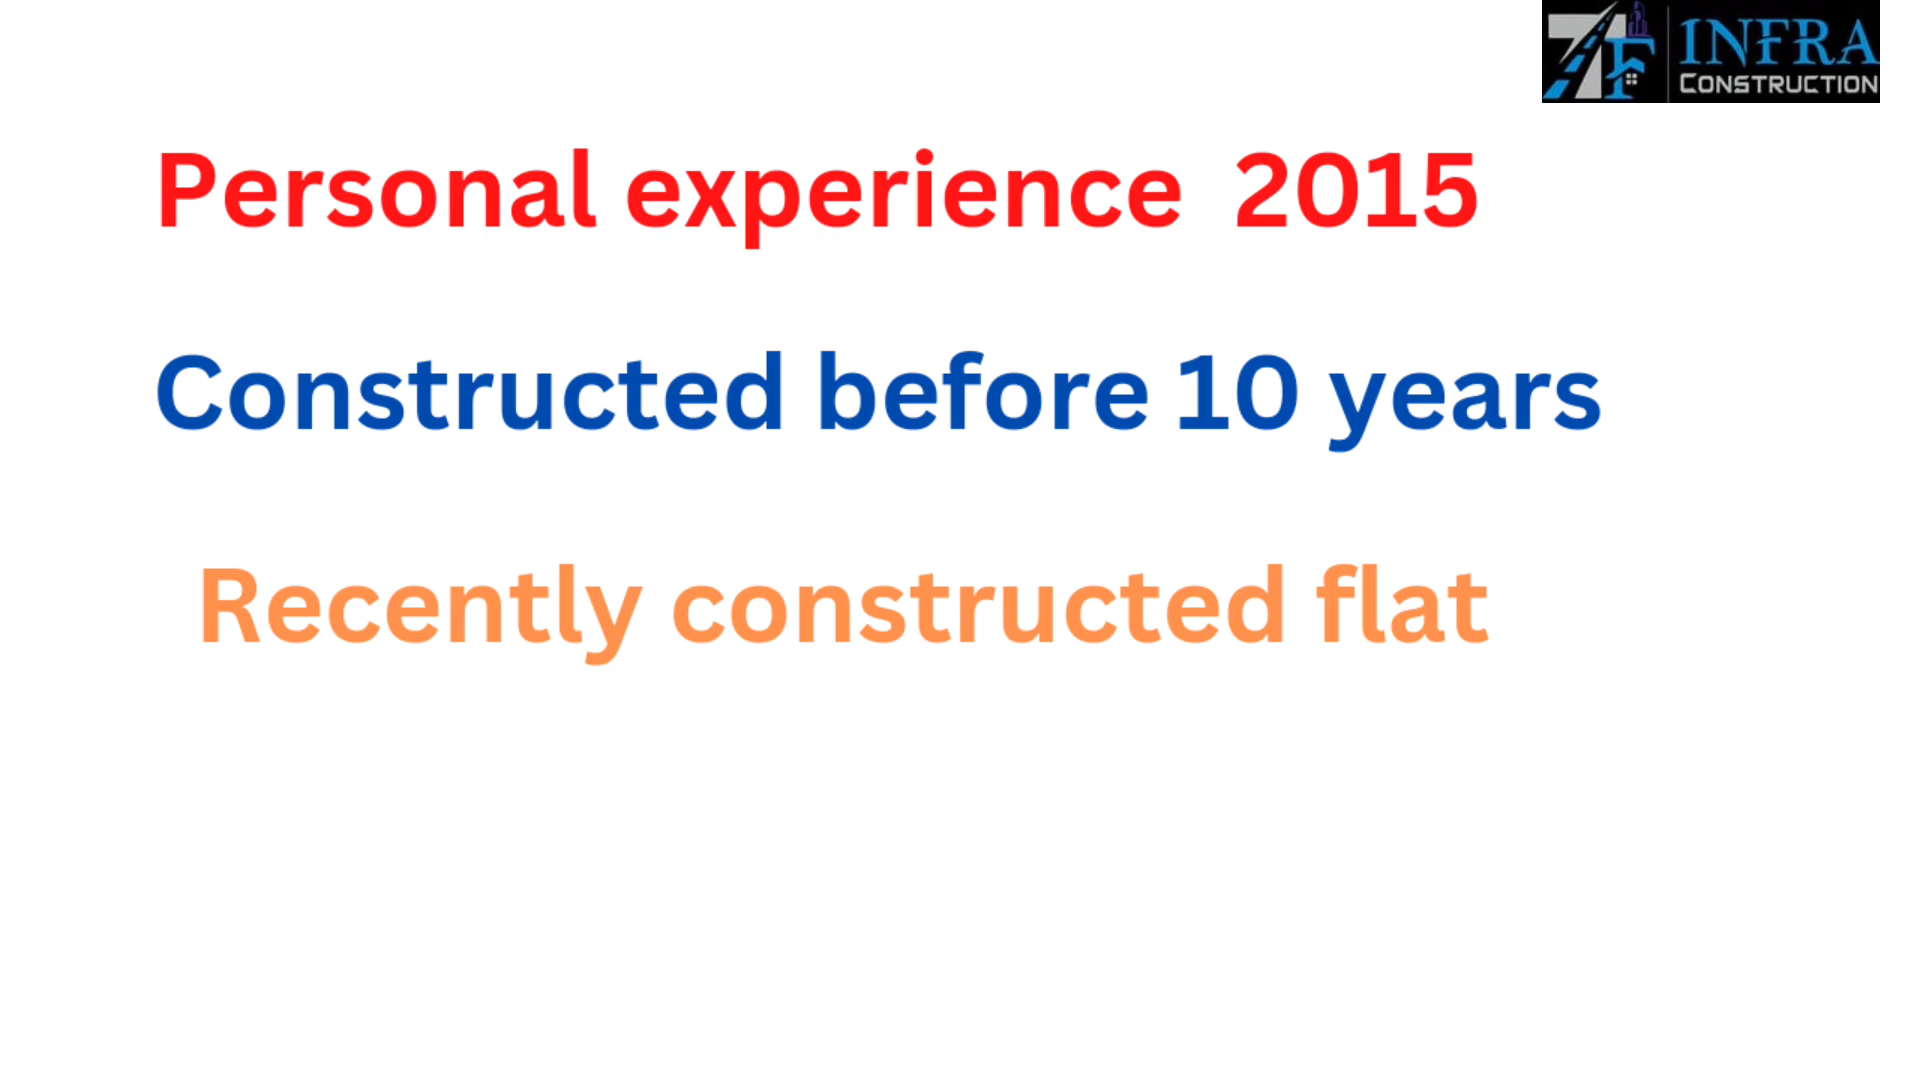 INFRA
CONSTRUCTION
Personal experience 2015
Constructed before 10 years
Recently constructed flat